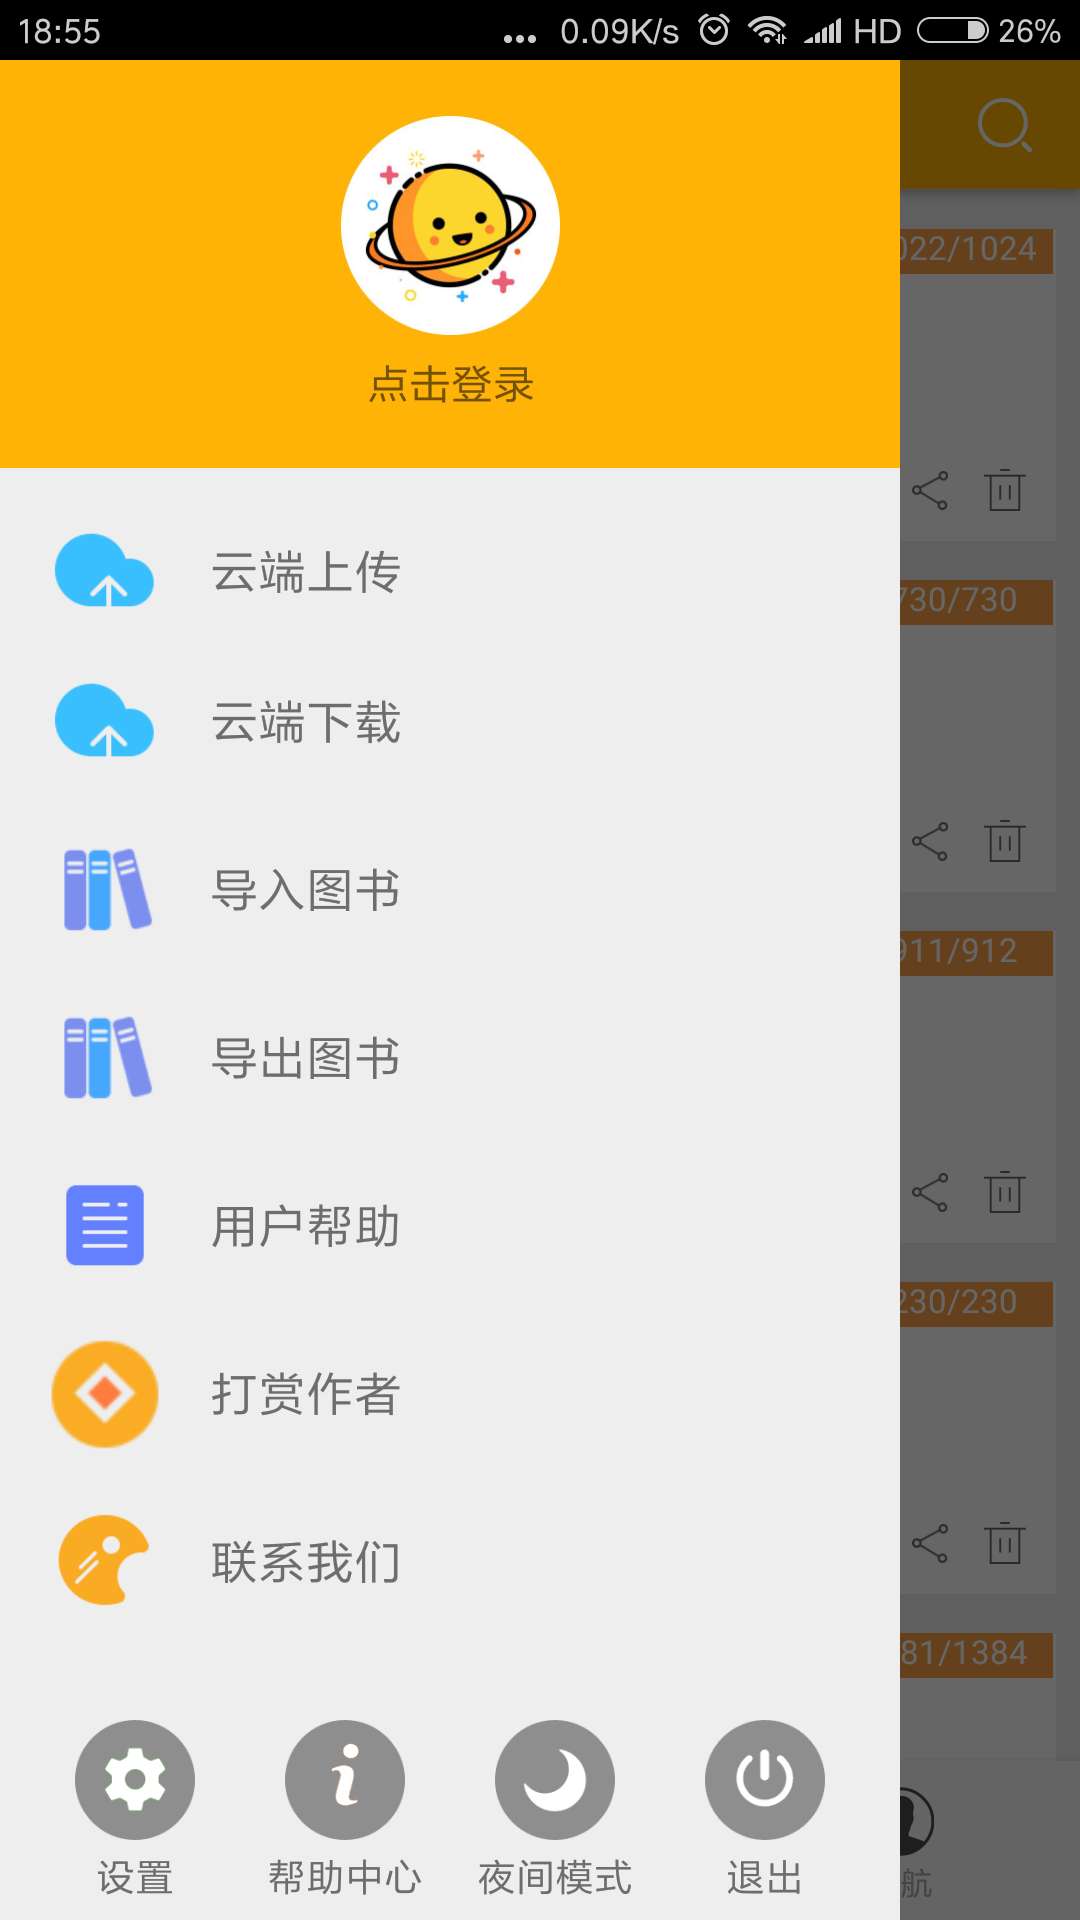 18:55 ... 0.09K/s HD 26%
点击登录
022/1024
云端上传
730/730
云端下载
导入图书
911/912
导出图书
用户帮助
230/230
打赏作者
联系我们
81/1384
设置 帮助中心 夜间模式 退出
航